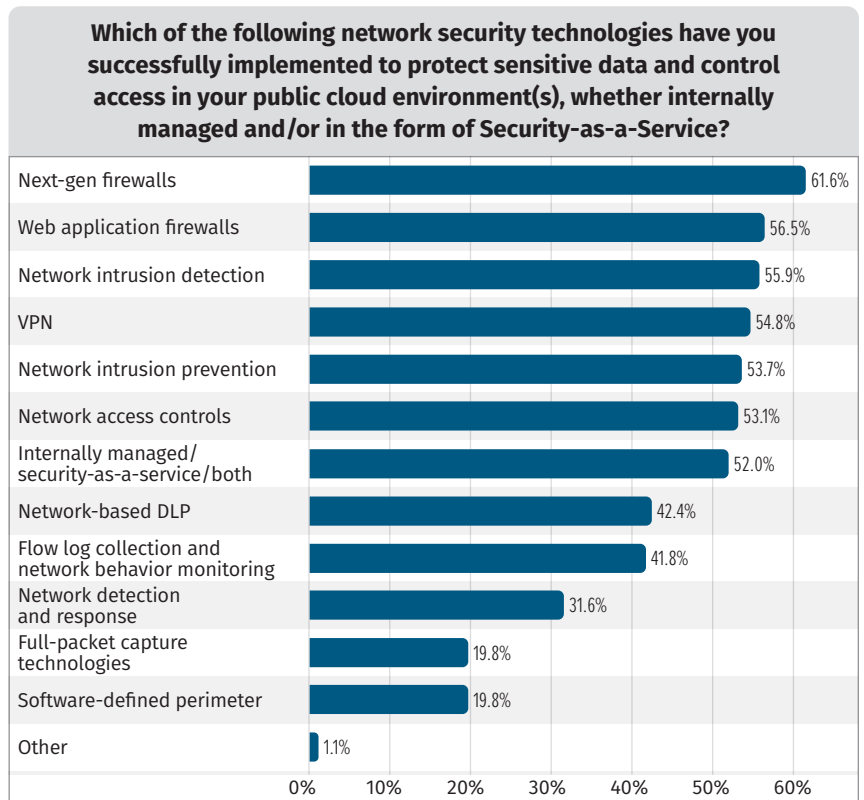 Which of the following network security technologies have you
successfully implemented to protect sensitive data and control
access in your public cloud environment(s), whether internally
managed and/or in the form of Security-as-a-Service?
Next-gen firewalls 61.6%
Web application firewalls 56.5%
Network intrusion detection 55.9%
VPN 54.8%
Network intrusion prevention 53.7%
Network access controls 53.1%
Internally managed/
security-as-a-service/both 52.0%
Network-based DLP 42.4%
Flow log collection and
network behavior monitoring 41.8%
Network detection
and response 31.6%
Full-packet capture
technologies 19.8%
Software-defined perimeter 19.8%
Other 1.1%
0% 10% 20% 30% 40% 50% 60%